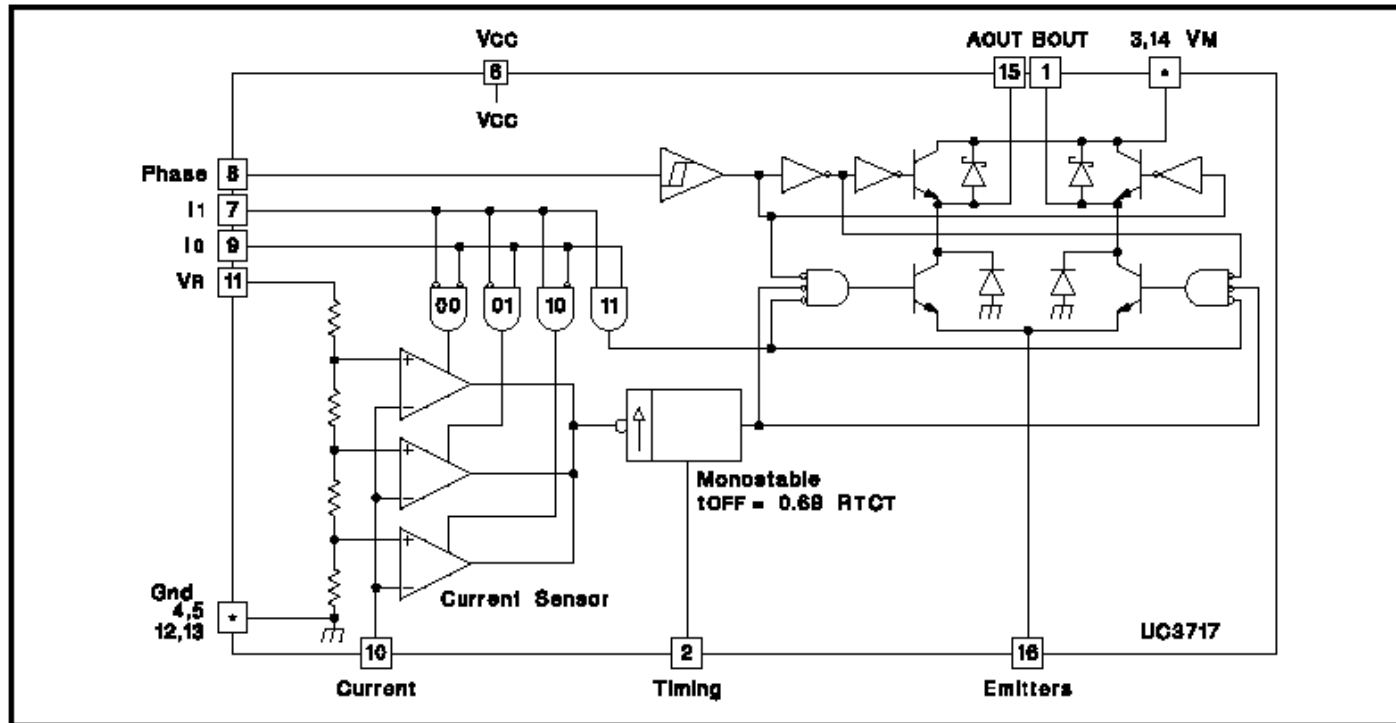 VCC
AOUT BOUT
3,14 VM
6
15
1
*
VCC
Phase
8
I1
7
I0
9
VR
11
00
01
10
11
+
−
+
−
+
−
Monostable
tOFF = 0.69 RTCT
Current Sensor
Gnd
4,5
12,13
*
UC3717
10
2
16
Current
Timing
Emitters